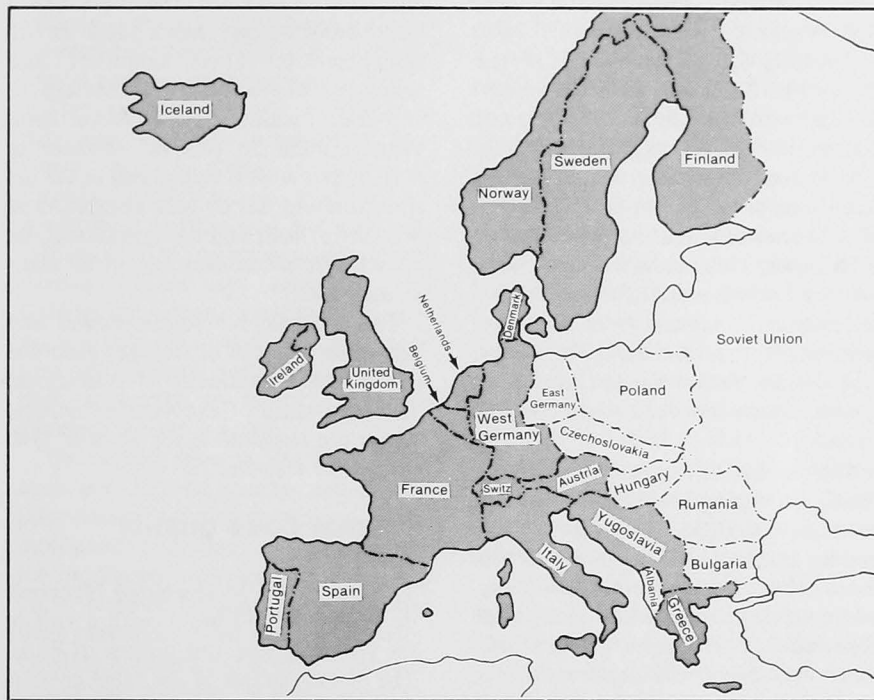 Iceland
Norway
Sweden
Finland
Denmark
Netherlands
Belgium
Ireland
United
Kingdom
Soviet Union
East
Germany
Poland
West
Germany
Czechoslovakia
France
Switz
Austria
Hungary
Rumania
Yugoslavia
Italy
Bulgaria
Albania
Greece
Portugal
Spain